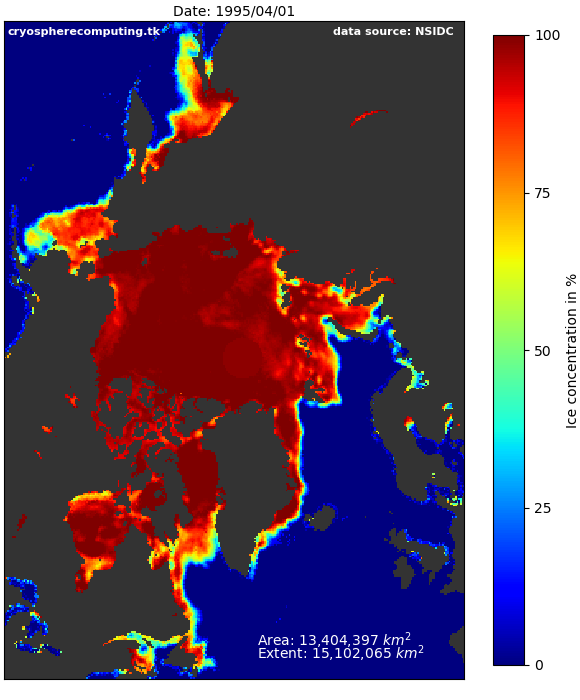 Date: 1995/04/01
cryospherecomputing.tk data source: NSIDC
100
75
50
25
0
Ice concentration in %
Area: 13,404,397 km²
Extent: 15,102,065 km²